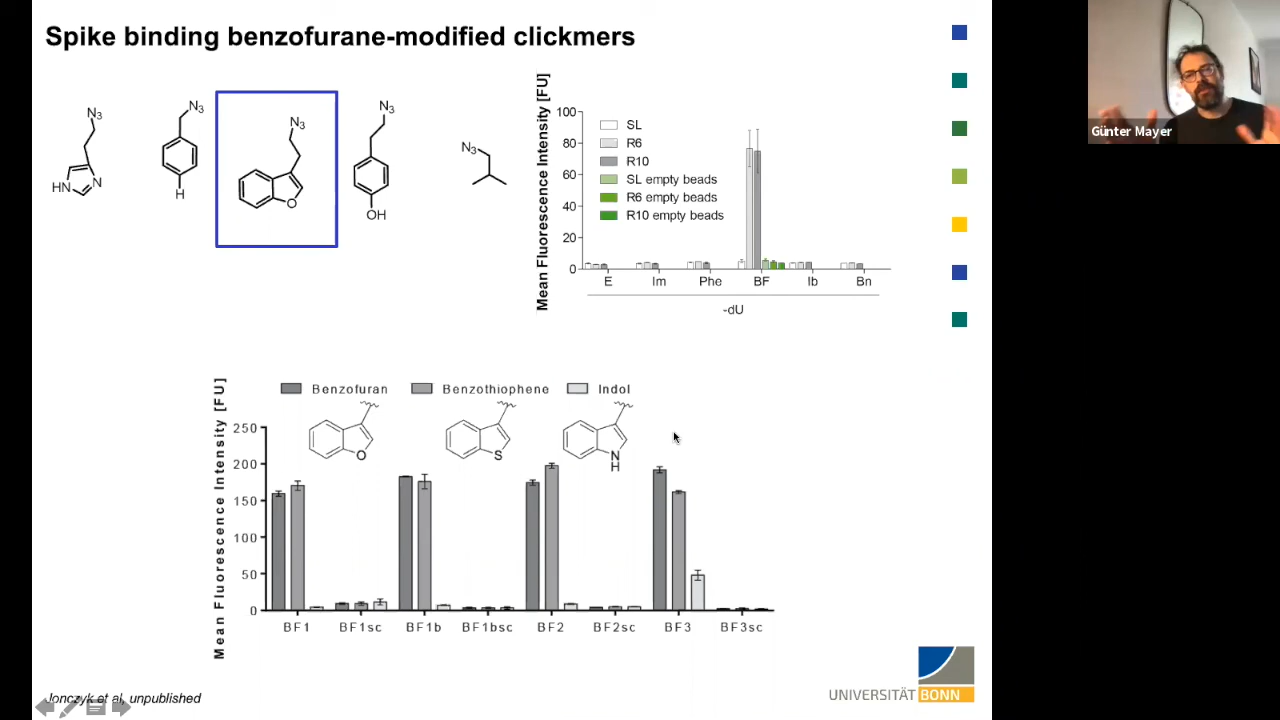 Spike binding benzofurane-modified clickmers
N3
HN
N
N3
H
N3
O
N3
OH
N3
Mean Fluorescence Intensity [FU]
100
80
60
40
20
0
SL
R6
R10
SL empty beads
R6 empty beads
R10 empty beads
E Im Phe BF Ib Bn
-dU
Günter Mayer
Mean Fluorescence Intensity [FU]
Benzofuran Benzothiophene Indol
O
S
N
H
250
200
150
100
50
0
BF1 BF1sc BF1b BF1bsc BF2 BF2sc BF3 BF3sc
Jonczyk et al, unpublished
UNIVERSITÄT BONN